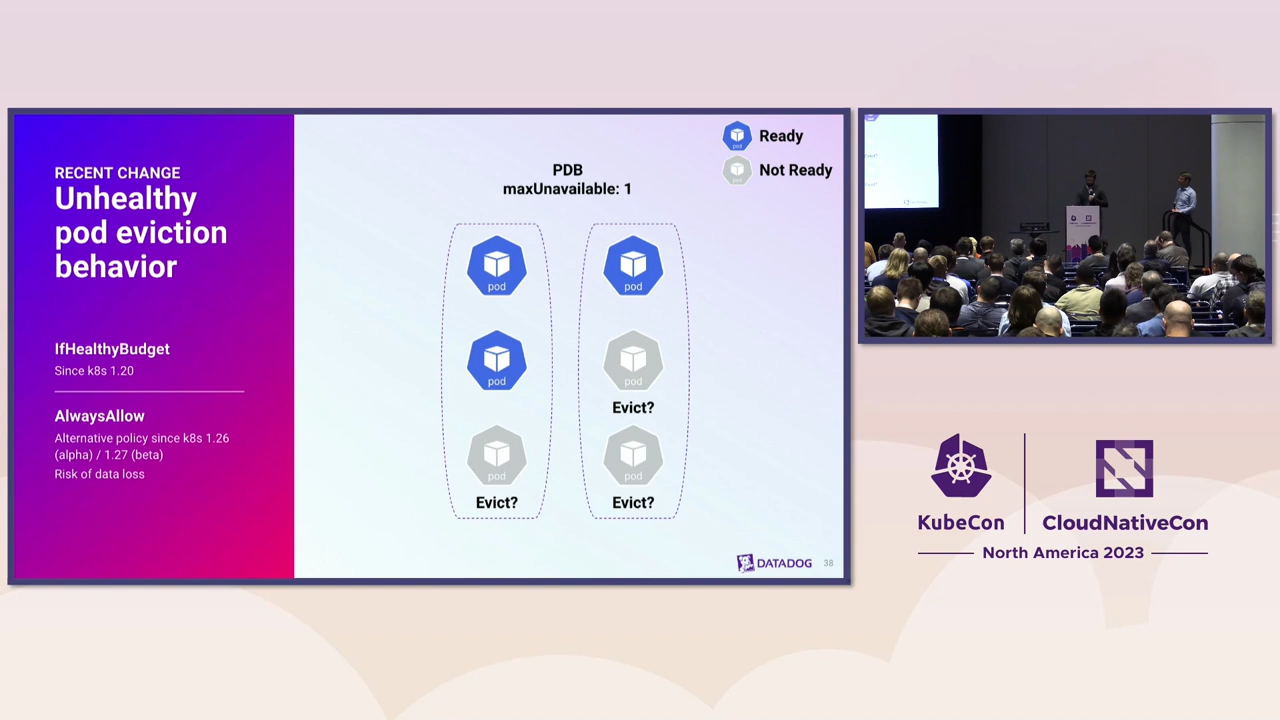 RECENT CHANGE
Unhealthy
pod eviction
behavior
IfHealthyBudget
Since k8s 1.20
AlwaysAllow
Alternative policy since k8s 1.26
(alpha) / 1.27 (beta)
Risk of data loss
pod
Ready
pod
Not Ready
PDB
maxUnavailable: 1
pod
pod
pod
pod
Evict?
pod
Evict?
pod
Evict?
DATADOG
38
KubeCon
CloudNativeCon
North America 2023